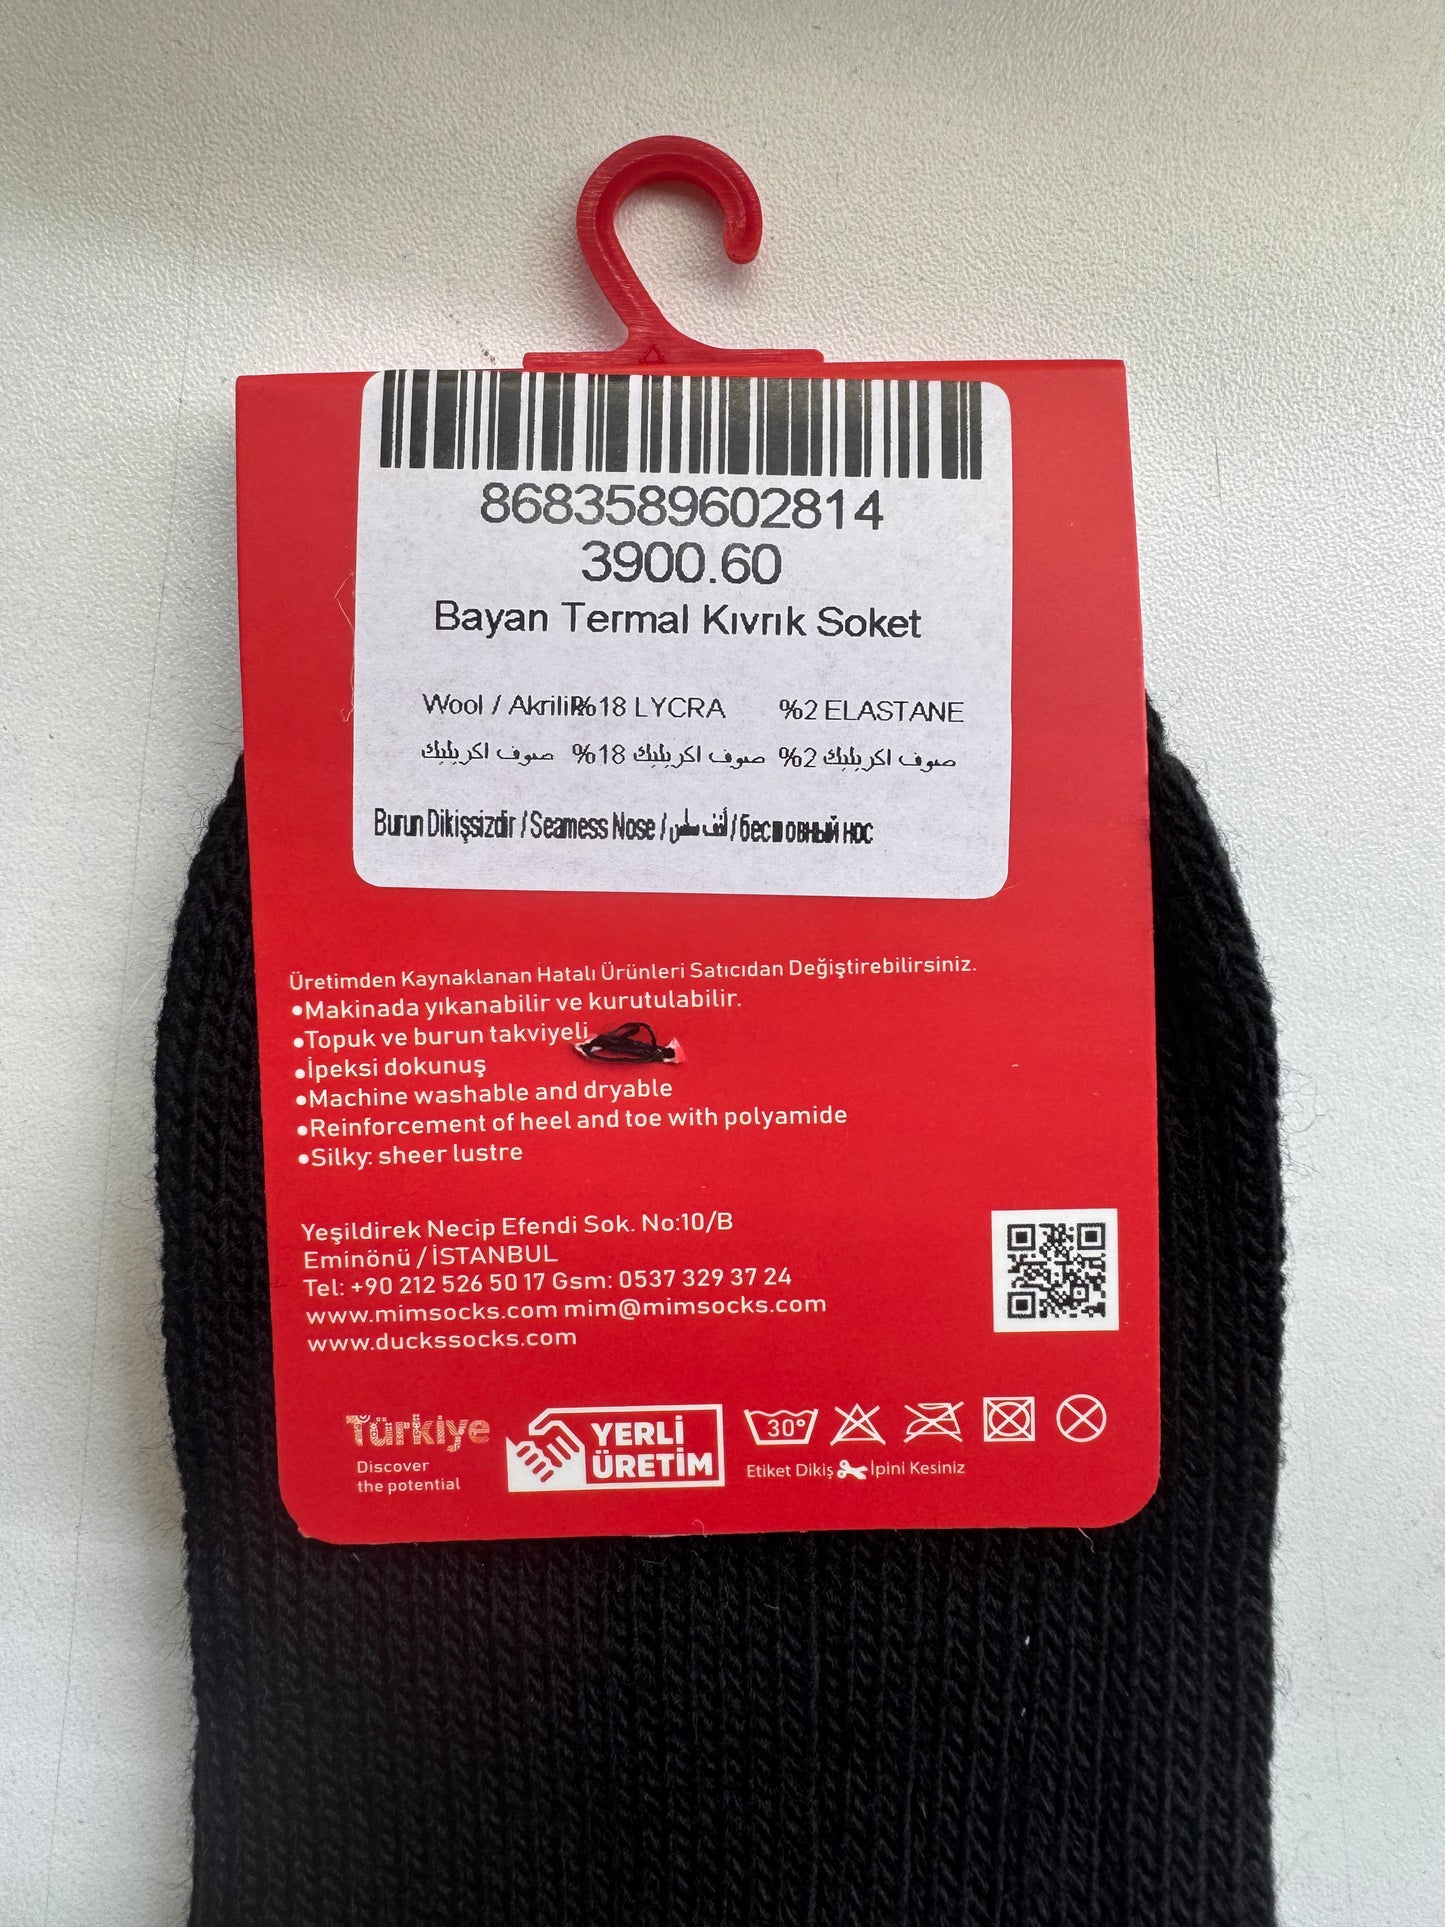 8683589602814
3900.60
Bayan Termal Kıvrık Soket
Wool / Akrilik %18 LYCRA %2 ELASTANE
صوف اكريليك %18 صوف اكريليك %2 صوف اكريليك
Burun Dikişsizdir / Seamess Nose / أنف سلس / бесшовный нос
Üretimden Kaynaklanan Hatalı Ürünleri Satıcıdan Değiştirebilirsiniz.
•Makinada yıkanabilir ve kurutulabilir.
•Topuk ve burun takviyeli
•İpeksi dokunuş
•Machine washable and dryable
•Reinforcement of heel and toe with polyamide
•Silky: sheer lustre
Yeşildirek Necip Efendi Sok. No:10/B
Eminönü / İSTANBUL
Tel: +90 212 526 50 17 Gsm: 0537 329 37 24
www.mimsocks.com mim@mimsocks.com
www.duckssocks.com
Türkiye
Discover
the potential
YERLİ
ÜRETİM
30°
Etiket Dikiş İpini Kesiniz